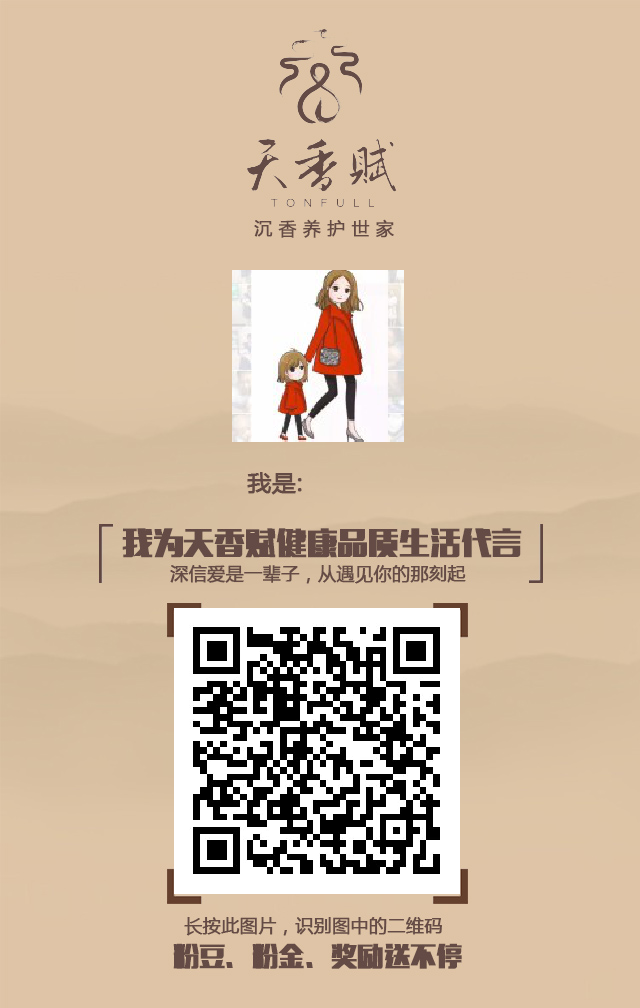 天香赋
TONFULL
沉香养护世家
我是:
我为天香赋健康品质生活代言
深信爱是一辈子，从遇见你的那刻起
长按此图片，识别图中的二维码
粉豆、粉金、奖励送不停